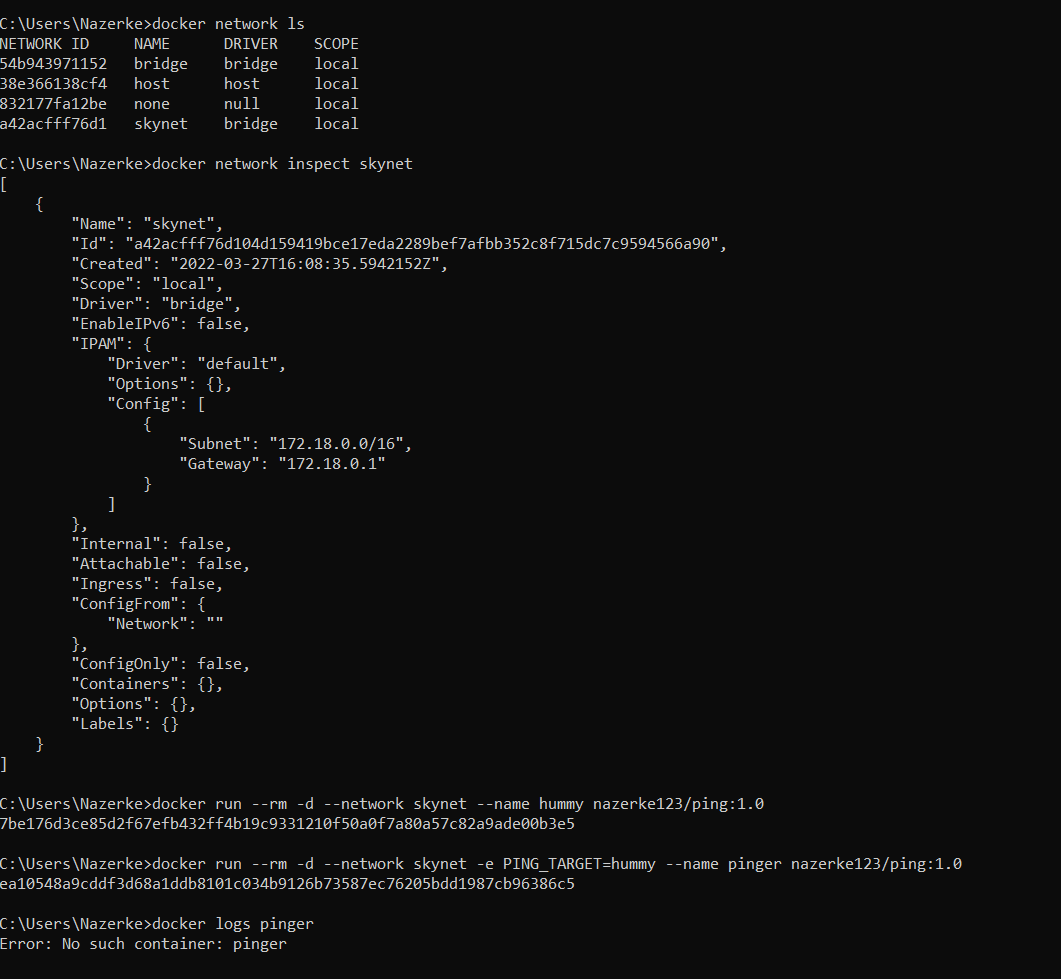 C:\Users\Nazerke>docker network ls
NETWORK ID     NAME      DRIVER    SCOPE
54b943971152   bridge    bridge    local
38e366138cf4   host      host      local
832177fa12be   none      null      local
a42acfff76d1   skynet    bridge    local
C:\Users\Nazerke>docker network inspect skynet
[
    {
        "Name": "skynet",
        "Id": "a42acfff76d104d159419bce17eda2289bef7afbb352c8f715dc7c9594566a90",
        "Created": "2022-03-27T16:08:35.5942152Z",
        "Scope": "local",
        "Driver": "bridge",
        "EnableIPv6": false,
        "IPAM": {
            "Driver": "default",
            "Options": {},
            "Config": [
                {
                    "Subnet": "172.18.0.0/16",
                    "Gateway": "172.18.0.1"
                }
            ]
        },
        "Internal": false,
        "Attachable": false,
        "Ingress": false,
        "ConfigFrom": {
            "Network": ""
        },
        "ConfigOnly": false,
        "Containers": {},
        "Options": {},
        "Labels": {}
    }
]
C:\Users\Nazerke>docker run --rm -d --network skynet --name hummy nazerke123/ping:1.0
7be176d3ce85d2f67efb432ff4b19c9331210f50a0f7a80a57c82a9ade00b3e5
C:\Users\Nazerke>docker run --rm -d --network skynet -e PING_TARGET=hummy --name pinger nazerke123/ping:1.0
ea10548a9cddf3d68a1ddb8101c034b9126b73587ec76205bdd1987cb96386c5
C:\Users\Nazerke>docker logs pinger
Error: No such container: pinger